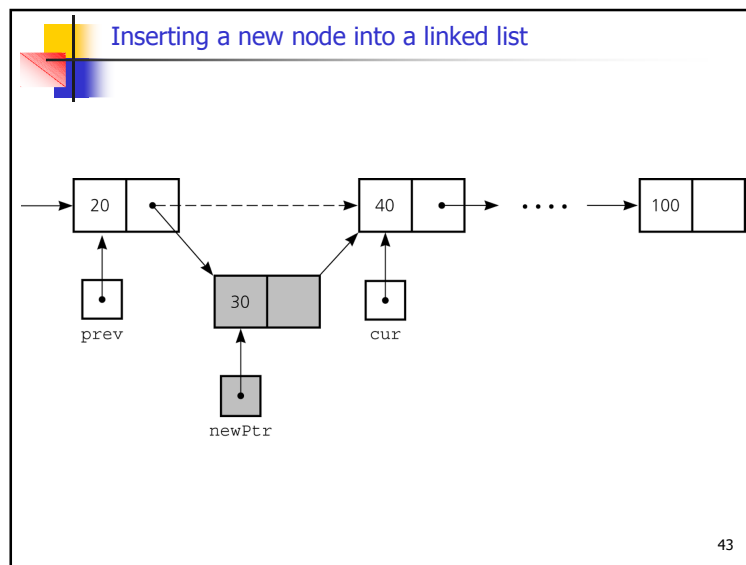 Inserting a new node into a linked list
20 40 100
30
prev cur
newPtr
43